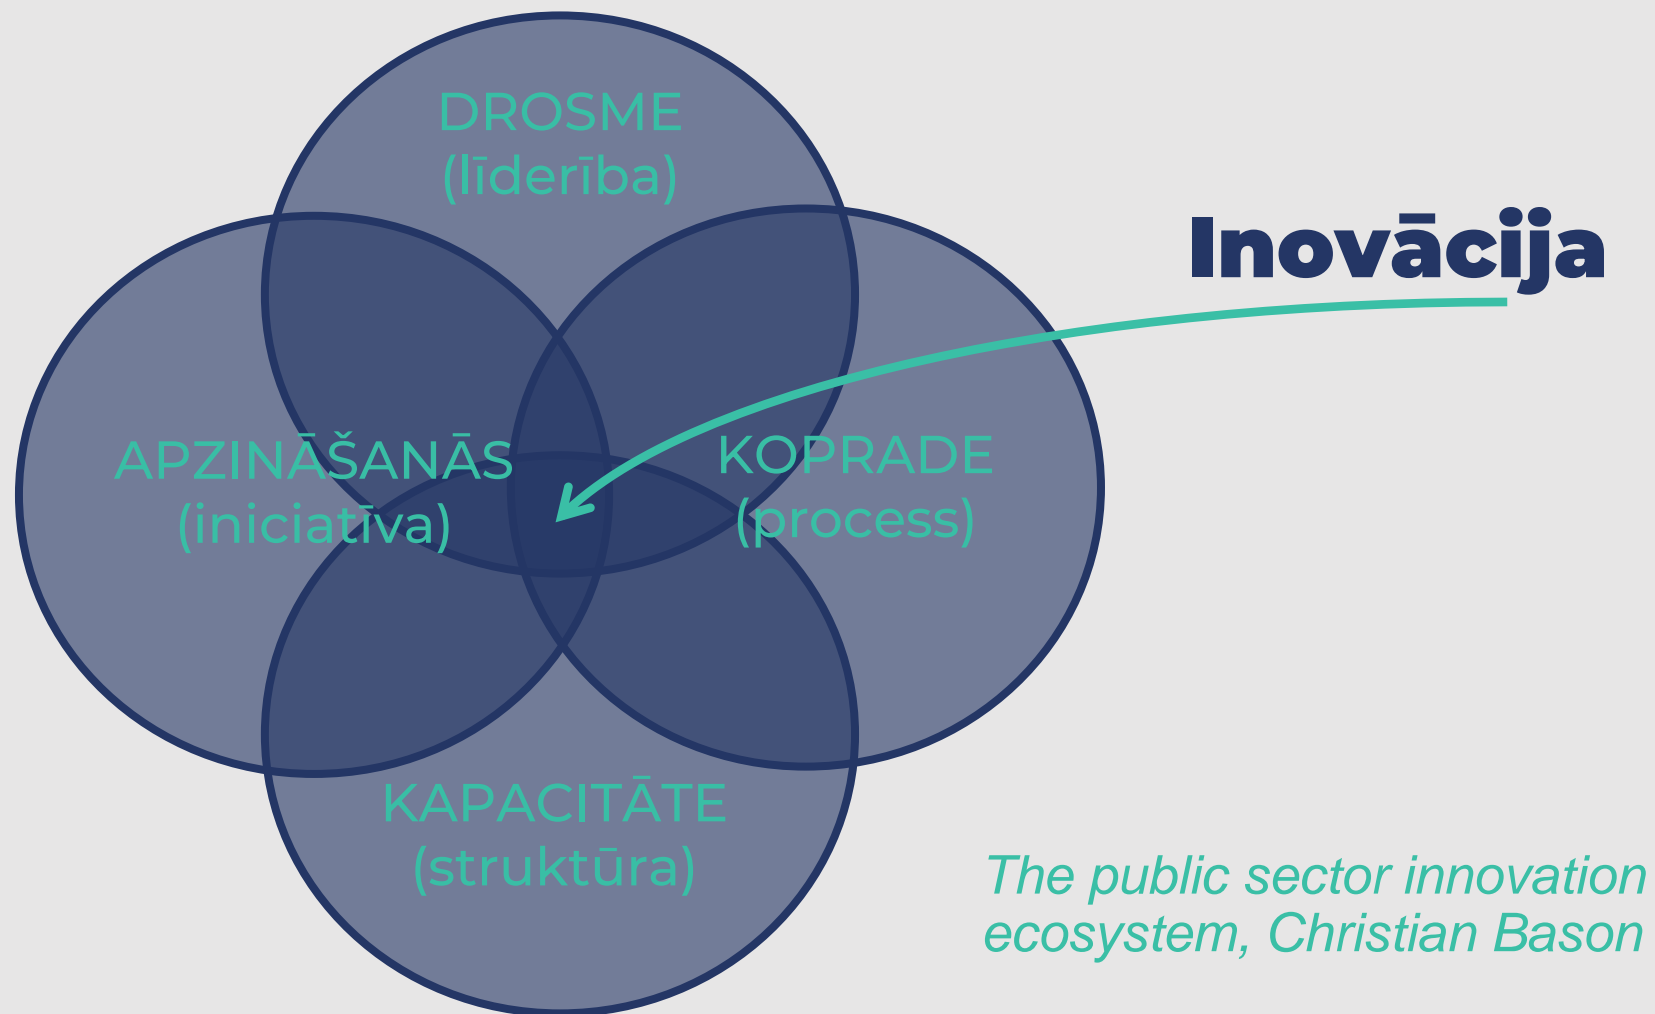 DROSME
(līderība)
Inovācija
APZINĀŠANĀS
(iniciatīva)
KOPRADE
(process)
KAPACITĀTE
(struktūra)
The public sector innovation
ecosystem, Christian Bason